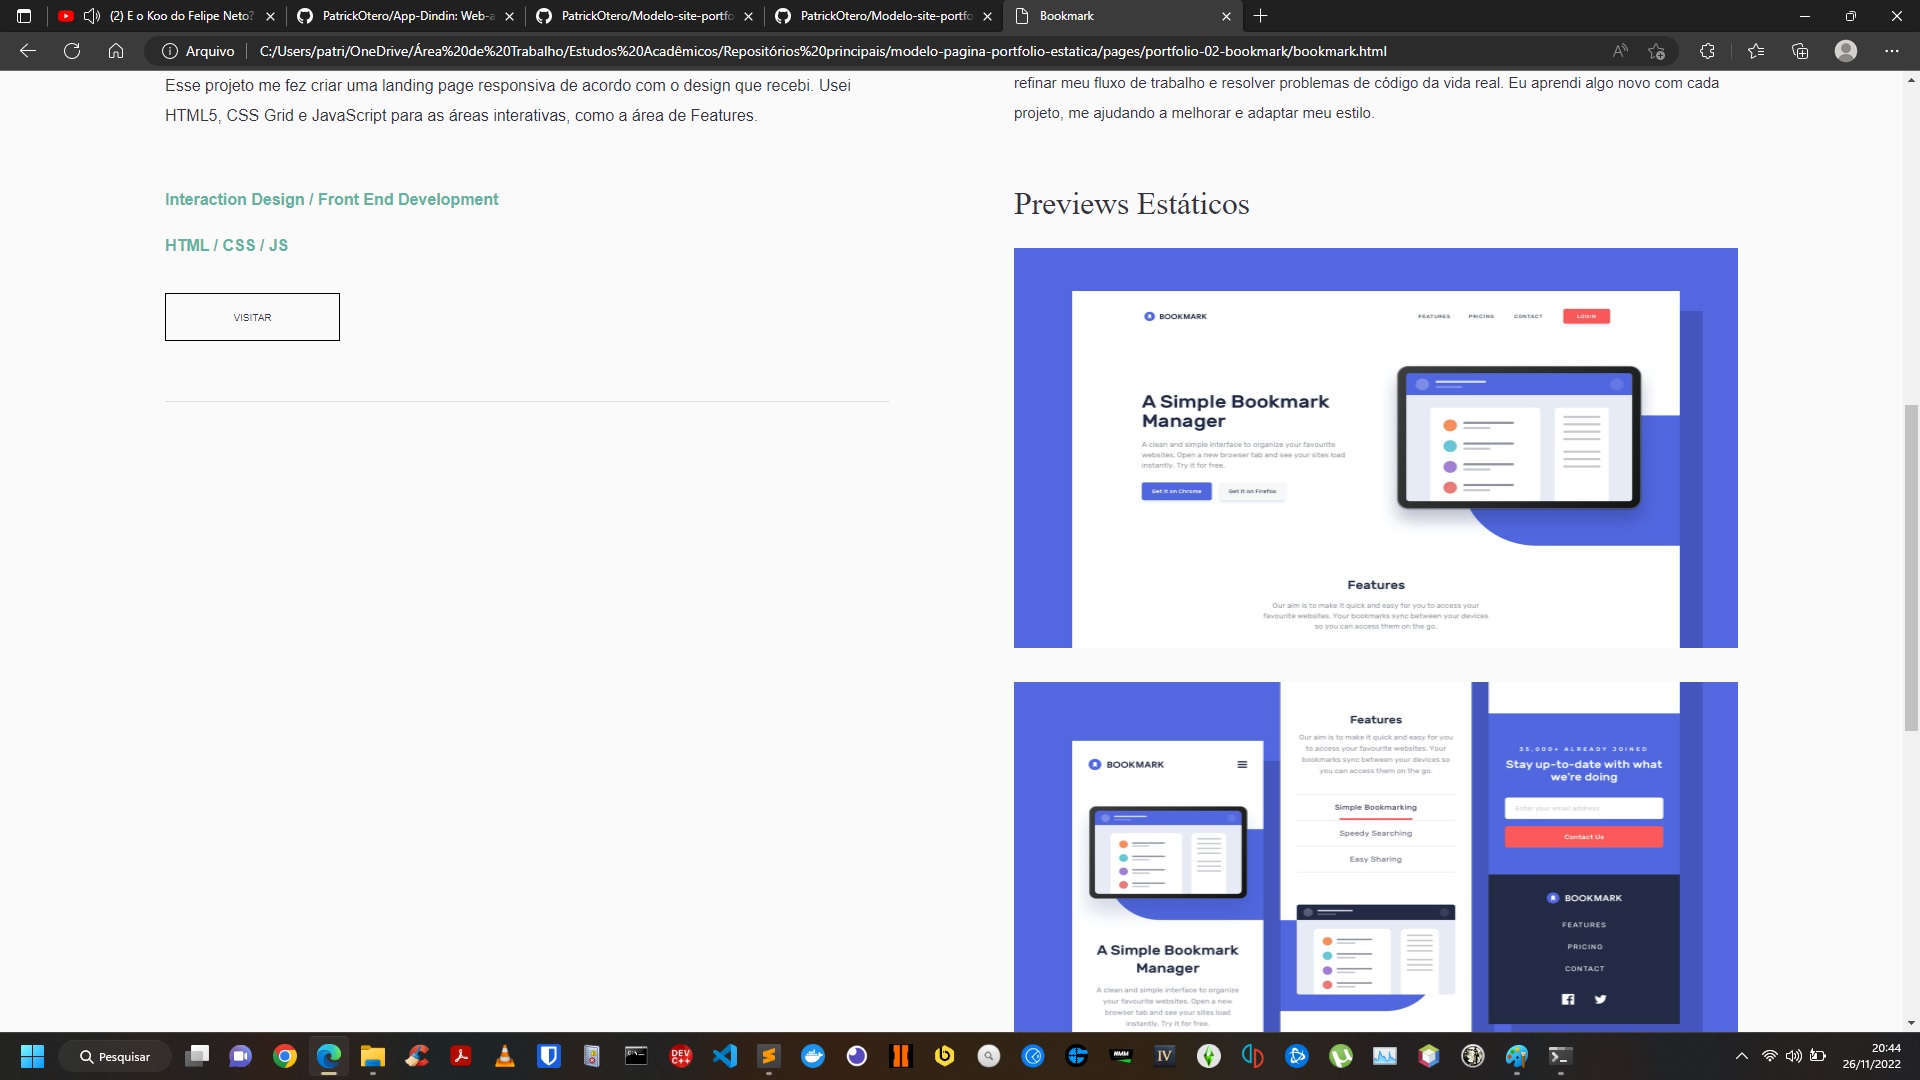 (2) E o Koo do Felipe Neto?
PatrickOtero/App-Dindin: Web-a
PatrickOtero/Modelo-site-portfo
PatrickOtero/Modelo-site-portfo
Bookmark
Arquivo
C:/Users/patri/OneDrive/Área%20de%20Trabalho/Estudos%20Acadêmicos/Repositórios%20principais/modelo-pagina-portfolio-estatica/pages/portfolio-02-bookmark/bookmark.html
Esse projeto me fez criar uma landing page responsiva de acordo com o design que recebi. Usei
HTML5, CSS Grid e JavaScript para as áreas interativas, como a área de Features.
Interaction Design / Front End Development
HTML / CSS / JS
VISITAR
refinar meu fluxo de trabalho e resolver problemas de código da vida real. Eu aprendi algo novo com cada
projeto, me ajudando a melhorar e adaptar meu estilo.
Previews Estáticos
BOOKMARK
FEATURES
PRICING
CONTACT
LOGIN
A Simple Bookmark
Manager
A clean and simple interface to organize your favourite
websites. Open a new browser tab and see your sites load
instantly. Try it for free.
Get it on Chrome
Get it on Firefox
Features
Our aim is to make it quick and easy for you to access your
favourite websites. Your bookmarks sync between your devices
so you can access them on the go.
BOOKMARK
A Simple Bookmark
Manager
A clean and simple interface to organize
your favourite websites. Open a new
browser tab and see your sites load
instantly. Try it for free.
Features
Our aim is to make it quick and easy for you
to access your favourite websites. Your
bookmarks sync between your devices so
you can access them on the go.
Simple Bookmarking
Speedy Searching
Easy Sharing
35,000+ ALREADY JOINED
Stay up-to-date with what
we're doing
Enter your email address
Contact Us
BOOKMARK
FEATURES
PRICING
CONTACT
Pesquisar
DEV
C++
HMM
IV
20:44
26/11/2022